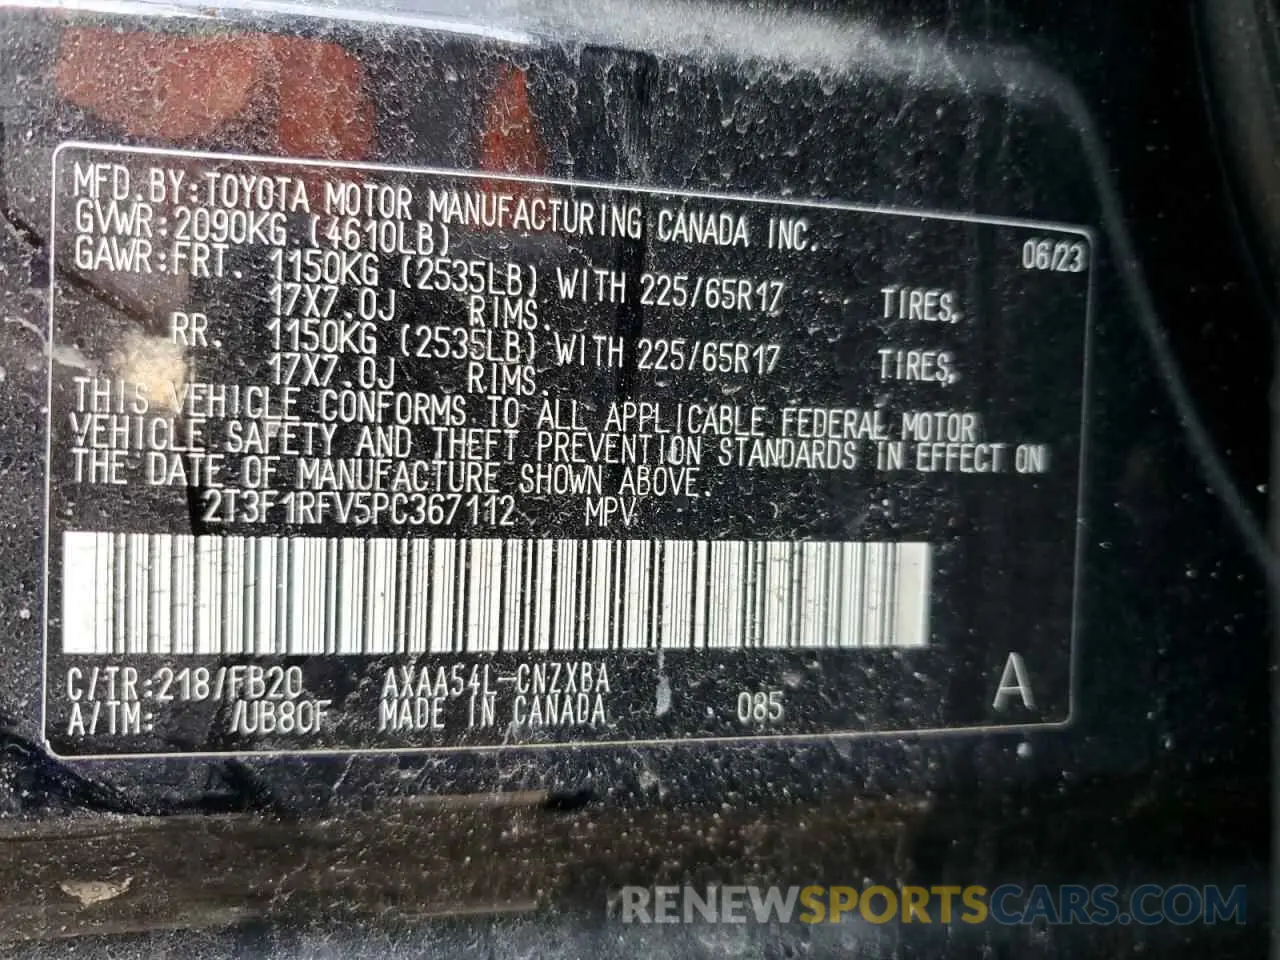 MFD. BY: TOYOTA MOTOR MANUFACTURING CANADA INC.
GVWR: 2090KG (4610LB) 06/23
GAWR: FRT. 1150KG (2535LB) WITH 225/65R17 TIRES,
17X7.0J RIMS.
RR. 1150KG (2535LB) WITH 225/65R17 TIRES,
17X7.0J RIMS.
THIS VEHICLE CONFORMS TO ALL APPLICABLE FEDERAL MOTOR
VEHICLE SAFETY AND THEFT PREVENTION STANDARDS IN EFFECT ON
THE DATE OF MANUFACTURE SHOWN ABOVE.
2T3F1RFV5PC367112 MPV
C/TR: 218/FB20 AXAA54L-CNZXBA
A/TM: /UB80F MADE IN CANADA 085 A
RENEWSPORTSCARS.COM